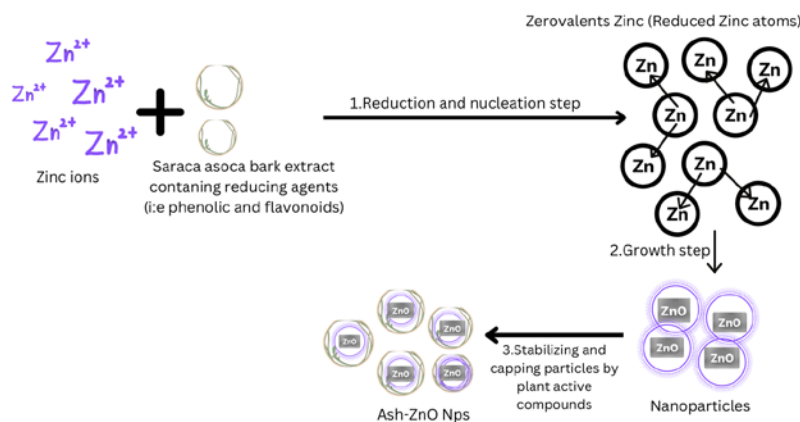 Zerovalents Zinc (Reduced Zinc atoms)
Zn²⁺
Zn²⁺
Zn²⁺
Zn²⁺
Zn²⁺
Zinc ions
Saraca asoca bark extract
contaning reducing agents
(i:e phenolic and flavonoids)
1.Reduction and nucleation step
Zn
Zn
Zn
Zn
Zn
Zn
Zn
Zn
Zn
2.Growth step
ZnO
ZnO
ZnO
ZnO
Nanoparticles
3.Stabilizing and
capping particles by
plant active
compounds
ZnO
ZnO
ZnO
ZnO
ZnO
Ash-ZnO Nps